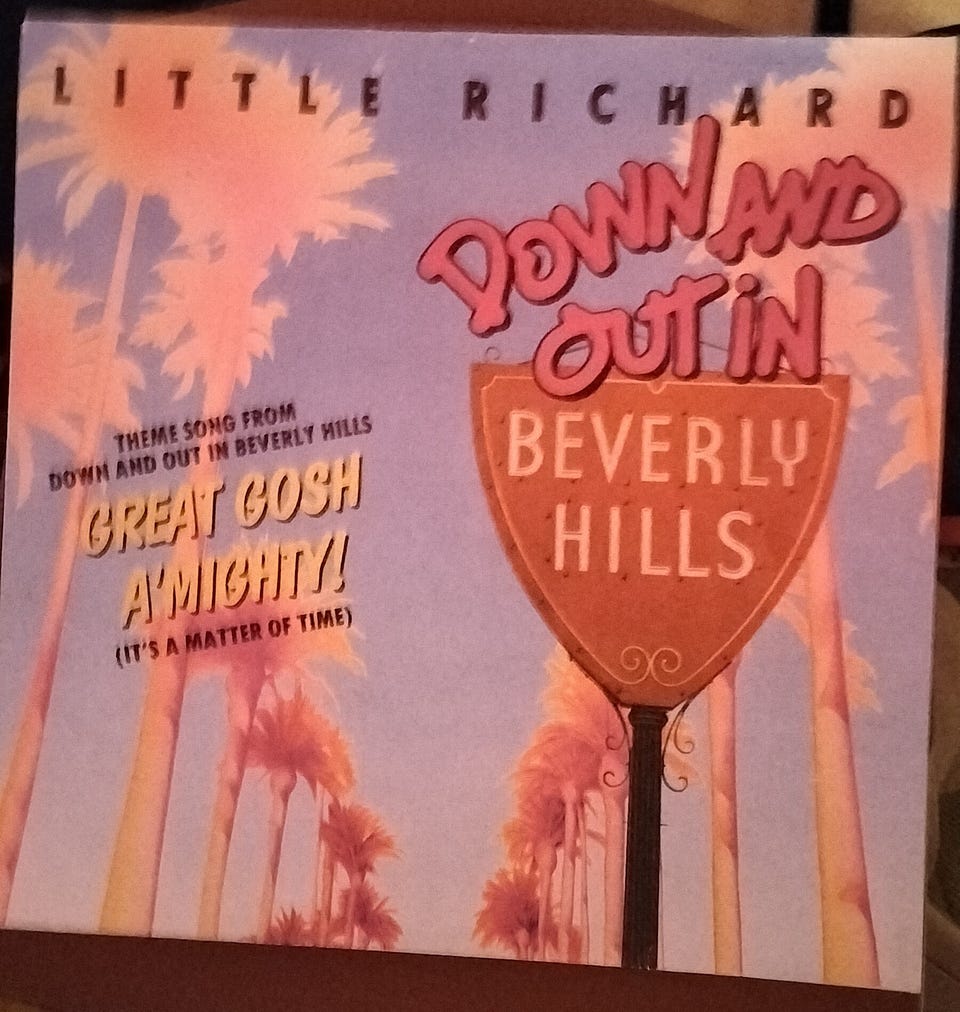 LITTLE RICHARD
DOWN AND
OUT IN
BEVERLY
HILLS
THEME SONG FROM
DOWN AND OUT IN BEVERLY HILLS
GREAT GOSH
A'MIGHTY!
(IT'S A MATTER OF TIME)